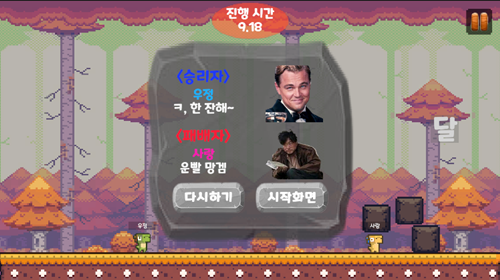 진행 시간
9.18
<승리자>
우정
ㅋ, 한 잔해~
<패배자>
사랑
운빨 망겜
다시하기
시작화면
달
우정
사랑